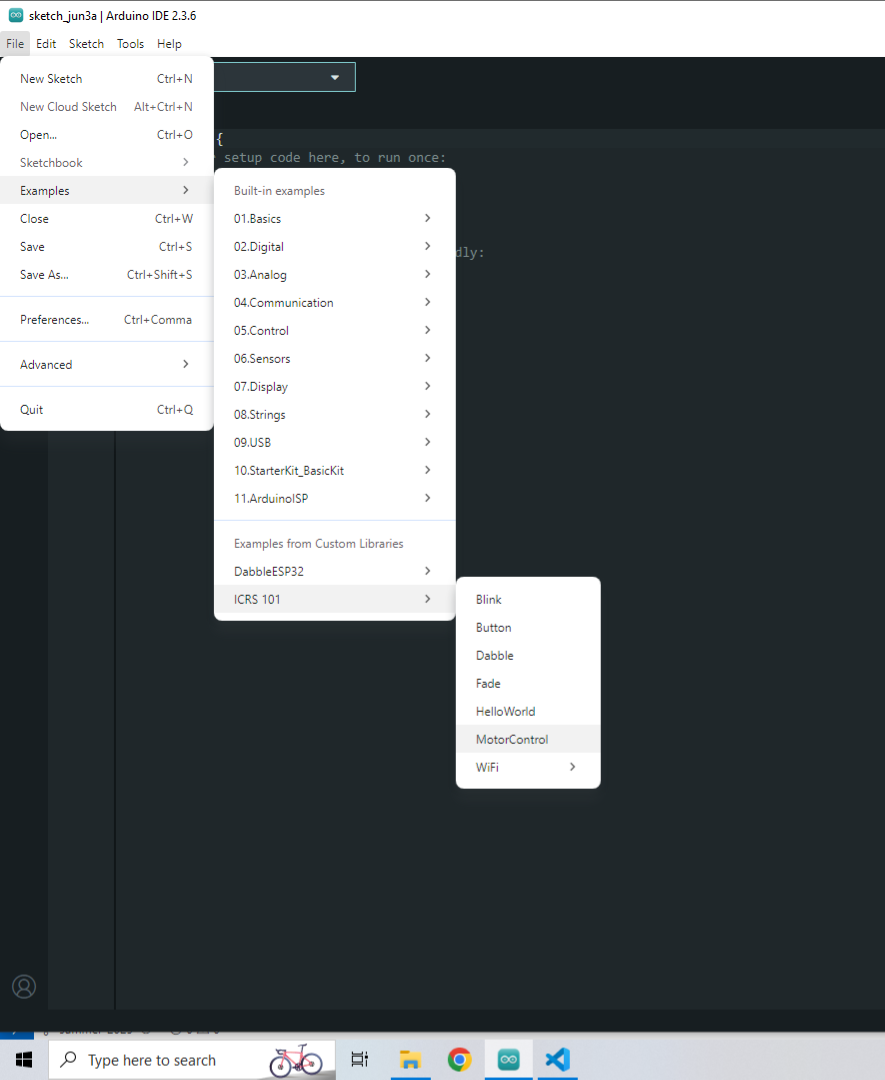 sketch_jun3a | Arduino IDE 2.3.6
File Edit Sketch Tools Help
New Sketch Ctrl+N
New Cloud Sketch Alt+Ctrl+N
Open... Ctrl+O
Sketchbook
Examples
Close Ctrl+W
Save Ctrl+S
Save As... Ctrl+Shift+S
Preferences... Ctrl+Comma
Advanced
Quit Ctrl+Q
{
setup code here, to run once:
dly:
Built-in examples
01.Basics
02.Digital
03.Analog
04.Communication
05.Control
06.Sensors
07.Display
08.Strings
09.USB
10.StarterKit_BasicKit
11.ArduinoISP
Examples from Custom Libraries
DabbleESP32
ICRS 101
Blink
Button
Dabble
Fade
HelloWorld
MotorControl
WiFi
Type here to search